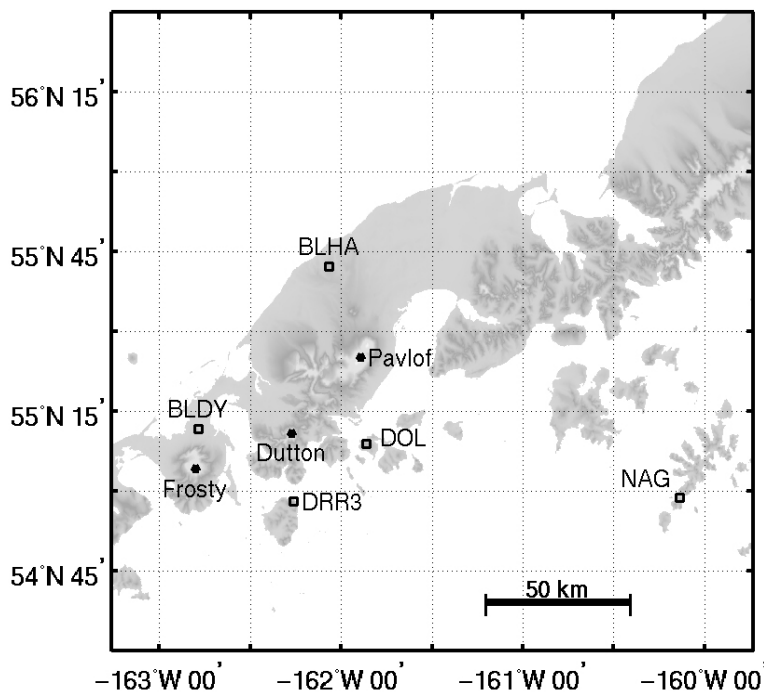 56°N 15'
BLHA
55°N 45'
Pavlof
55°N 15'
BLDY
DOL
Dutton
NAG
Frosty
DRR3
54°N 45'
50 km
−163°W 00' −162°W 00' −161°W 00' −160°W 00'